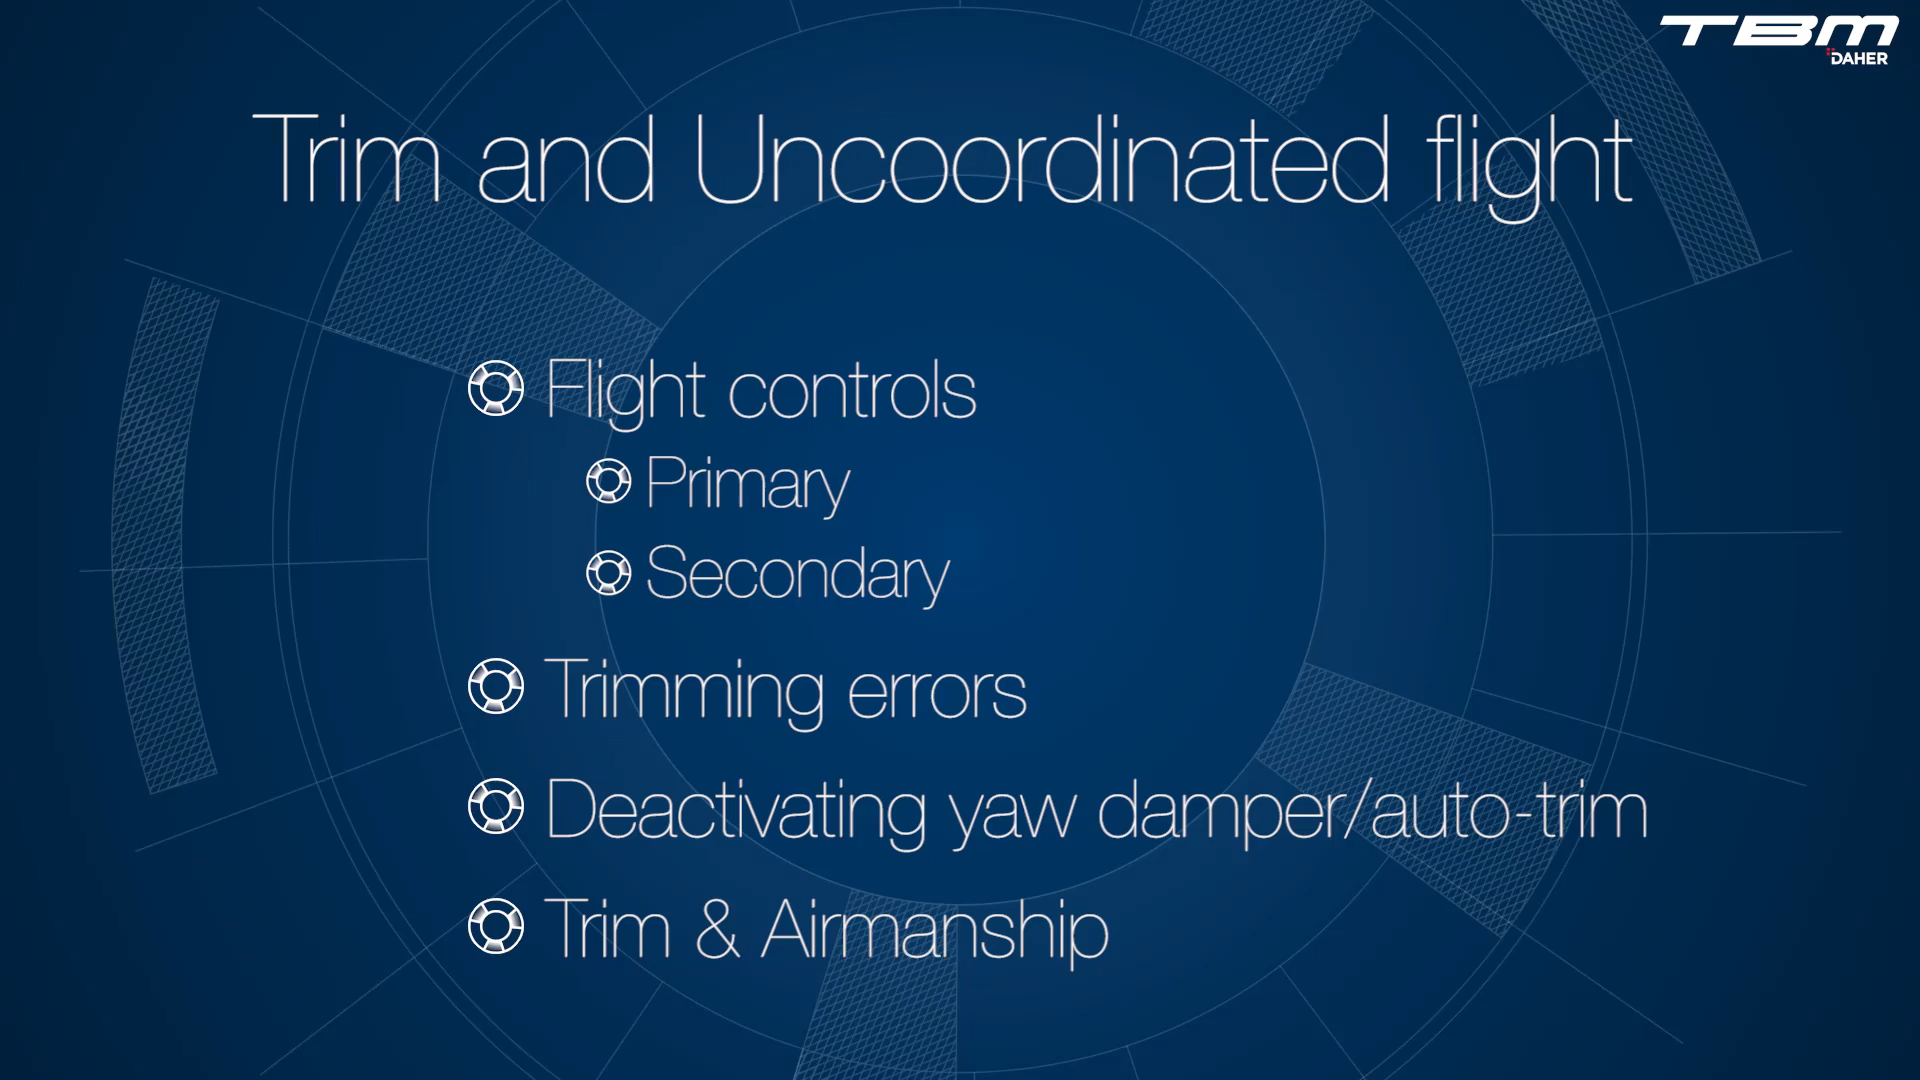 TBM
DAHER
Trim and Uncoordinated flight
Flight controls
Primary
Secondary
Trimming errors
Deactivating yaw damper/auto-trim
Trim & Airmanship